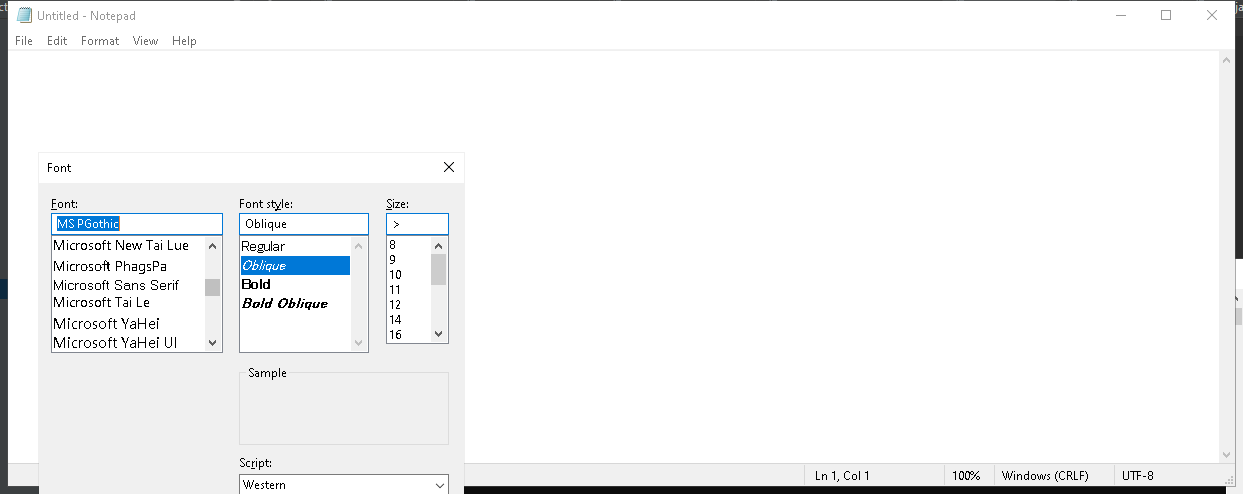 Untitled - Notepad
File Edit Format View Help
Font
Font: Font style: Size:
MS PGothic Oblique >
Microsoft New Tai Lue
Microsoft PhagsPa
Microsoft Sans Serif
Microsoft Tai Le
Microsoft YaHei
Microsoft YaHei UI
Regular
Oblique
Bold
Bold Oblique
8
9
10
11
12
14
16
Sample
Script:
Western
Ln 1, Col 1 100% Windows (CRLF) UTF-8